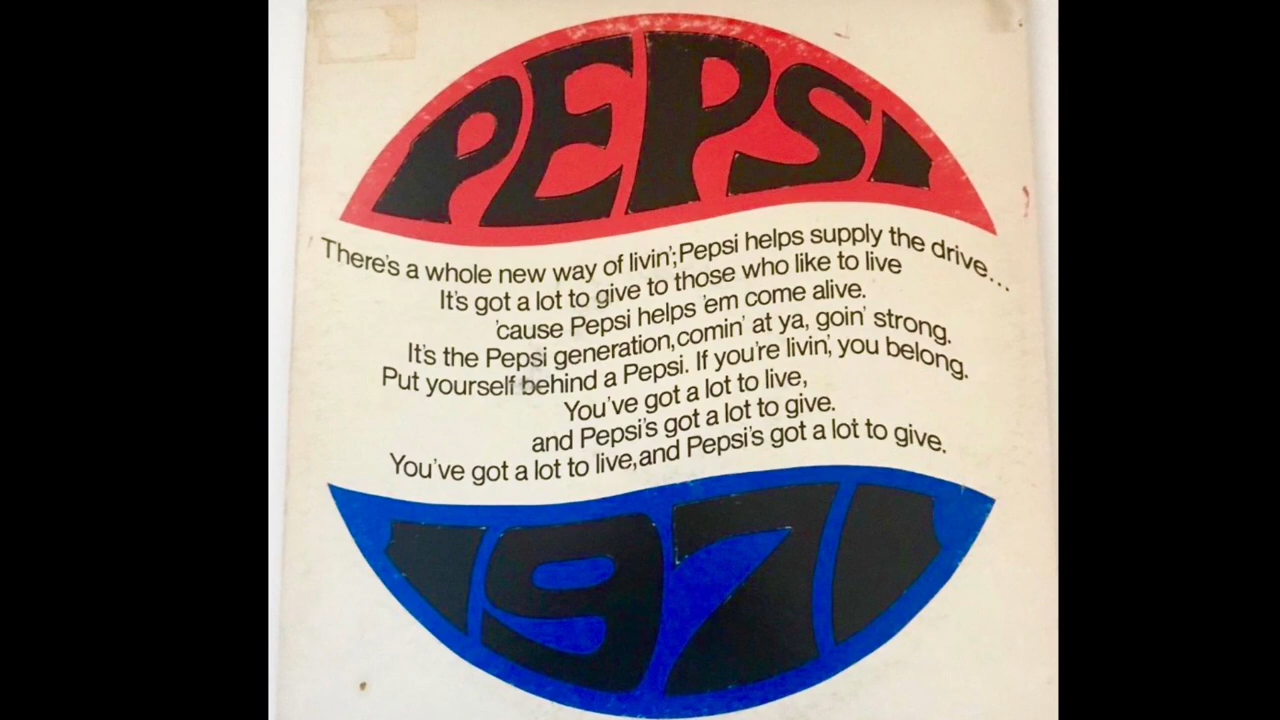 PEPSI
There's a whole new way of livin'; Pepsi helps supply the drive...
It's got a lot to give to those who like to live
'cause Pepsi helps 'em come alive.
It's the Pepsi generation, comin' at ya, goin' strong.
Put yourself behind a Pepsi. If you're livin', you belong.
You've got a lot to live,
and Pepsi's got a lot to give.
You've got a lot to live, and Pepsi's got a lot to give.
1971